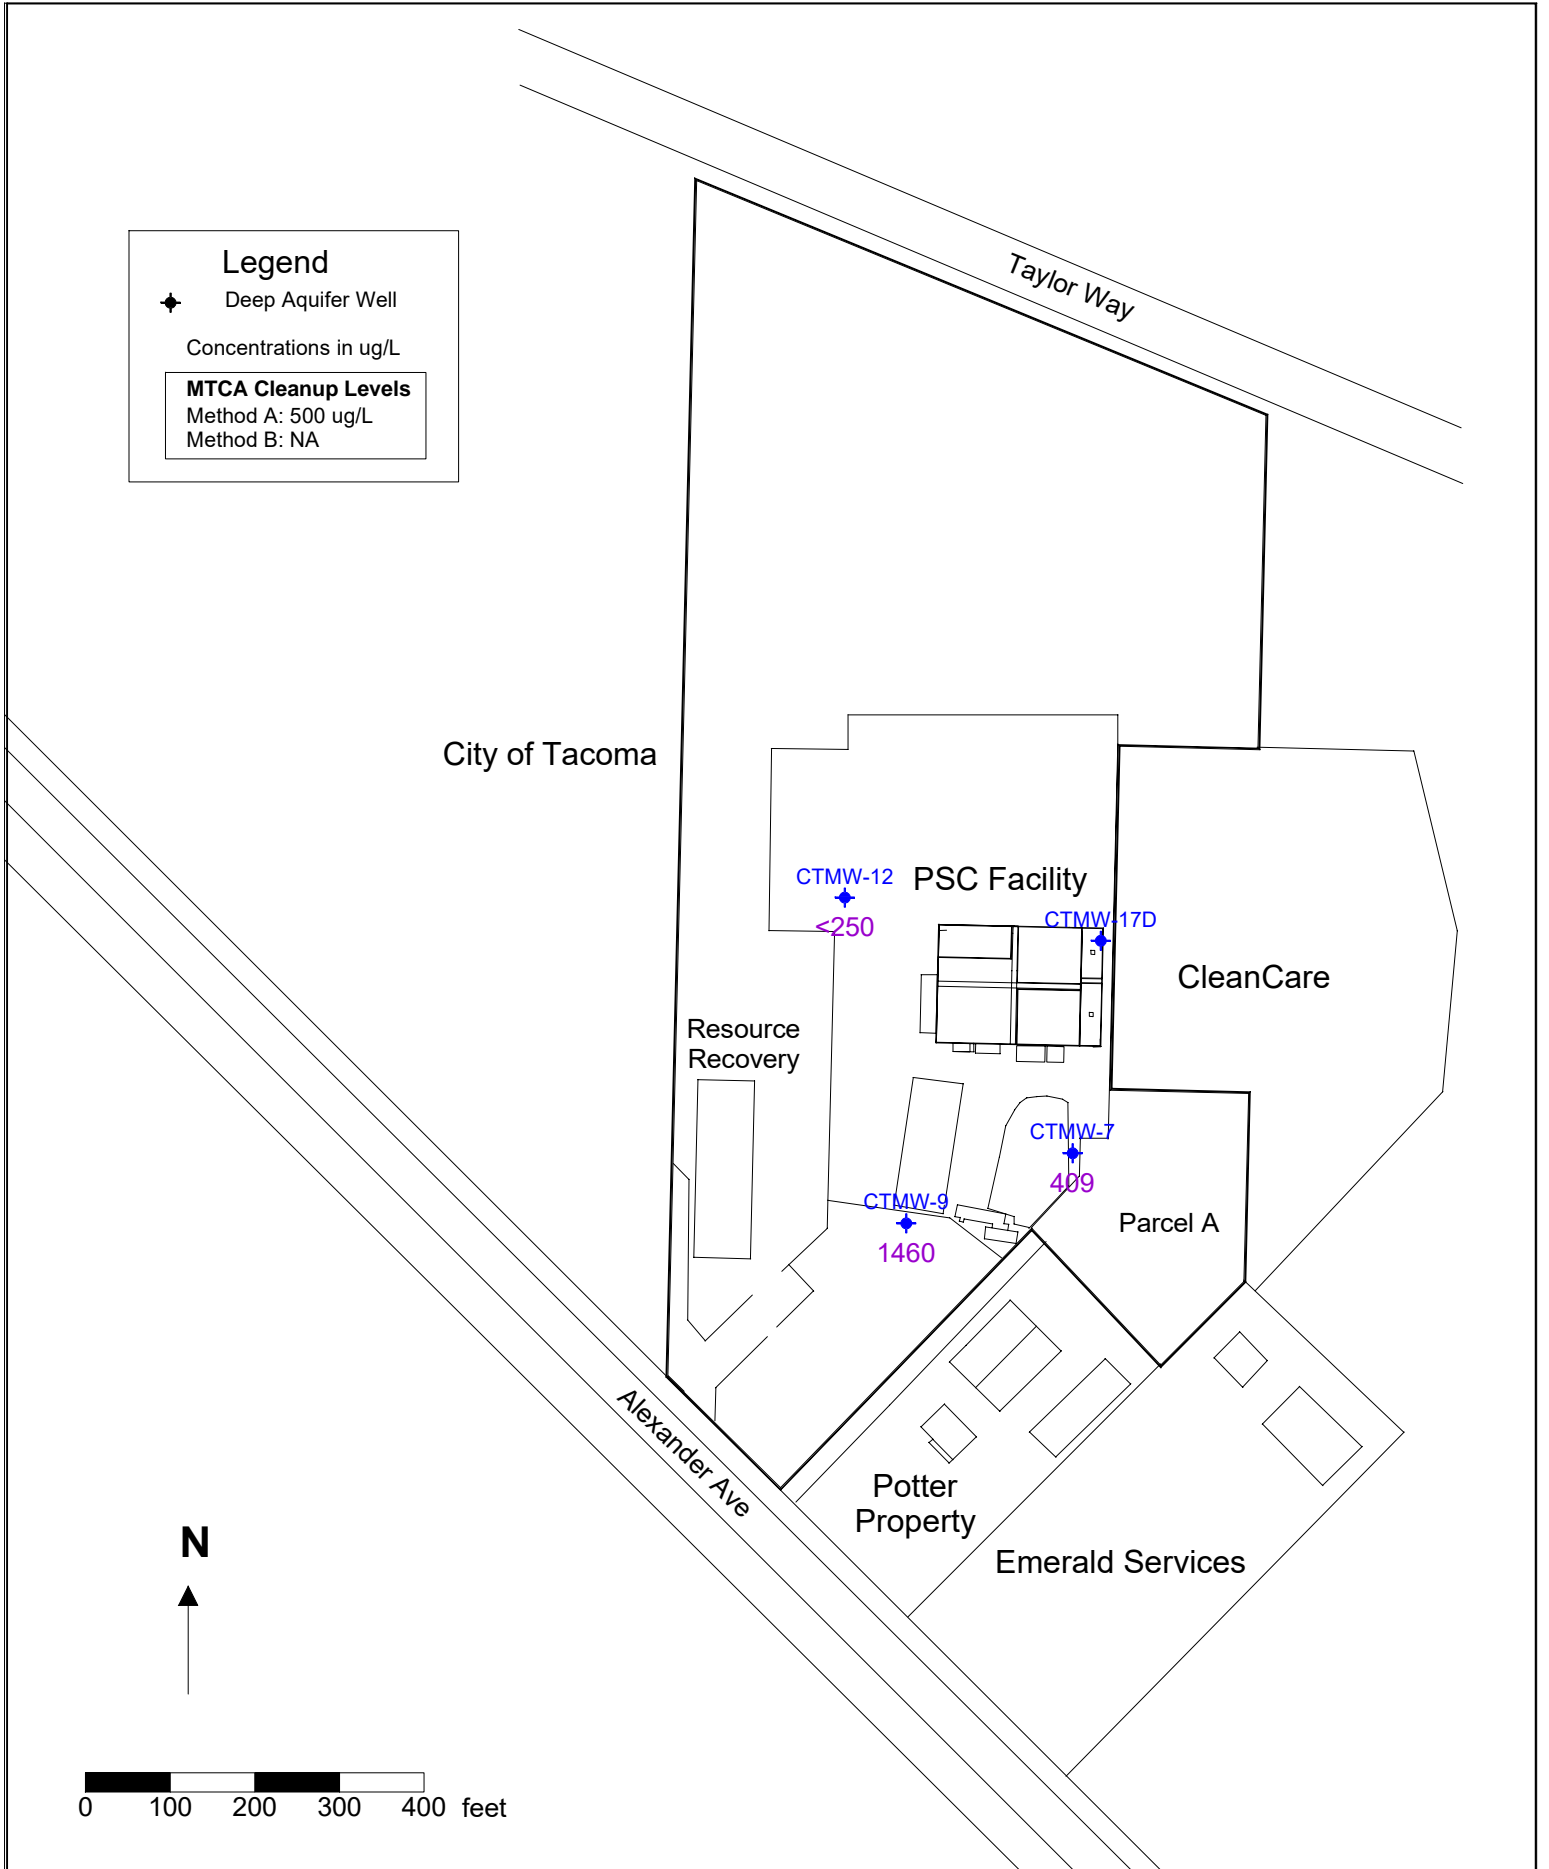 Taylor Way
Legend
Deep Aquifer Well
Concentrations in ug/L
MTCA Cleanup Levels
Method A: 500 ug/L
Method B: NA
City of Tacoma
CTMW-12
<250
PSC Facility
CTMW-17D
CleanCare
Resource
Recovery
CTMW-7
409
CTMW-9
1460
Parcel A
Alexander Ave
Potter
Property
Emerald Services
N
0 100 200 300 400 feet